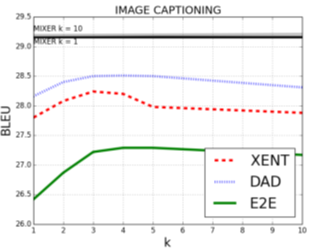 IMAGE CAPTIONING
29.5
MIXER k = 10
29.0
MIXER k = 1
28.5
28.0
27.5
27.0
26.5
26.0
BLEU
XENT
DAD
E2E
1 2 3 4 5 6 7 8 9 10
k